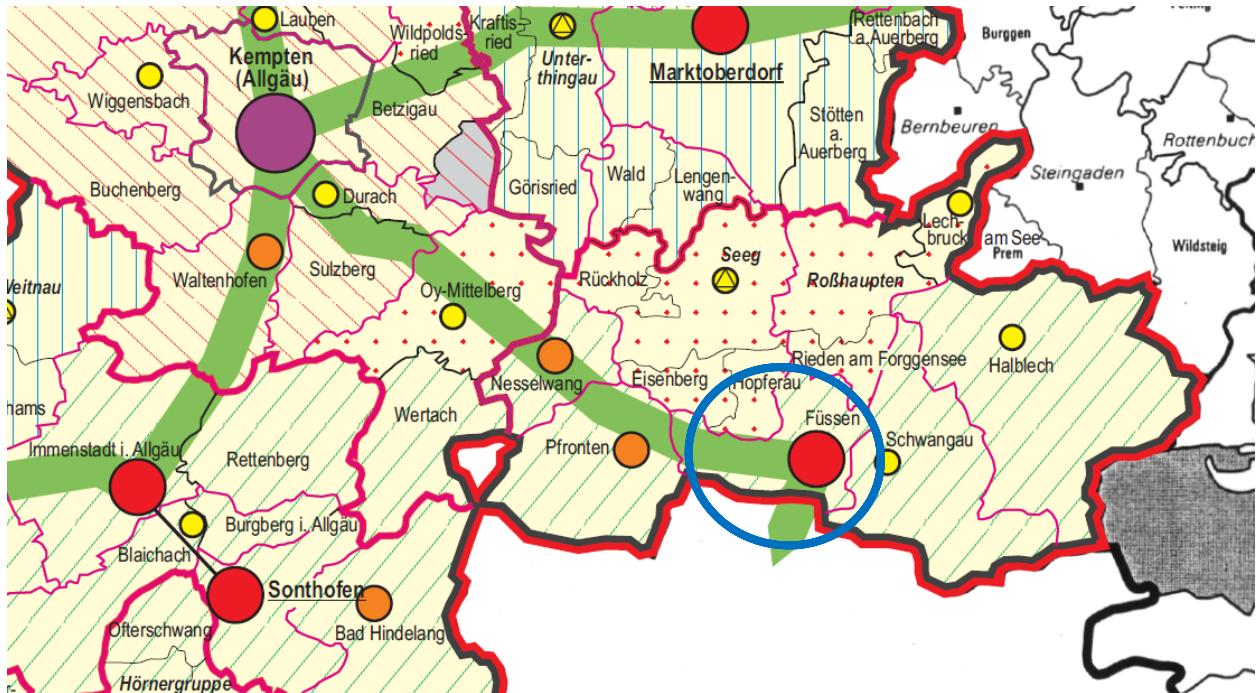 Lauben
Kraftis-
ried
Wildpolds-
ried
Rettenbach
a. Auerberg
Burggen
Kempten
(Allgäu)
Unter-
thingau
Marktoberdorf
Wiggensbach
Betzigau
Stötten
a.
Auerberg
Bernbeuren
Rottenbuch
Steingaden
Buchenberg
Durach
Görisried
Wald
Lengen-
wang
Lech-
bruck
am See
Prem
Wildsteig
Waltenhofen
Sulzberg
Rückholz
Seeg
Roßhaupten
Weitnau
Oy-Mittelberg
Halblech
Nesselwang
Eisenberg
Hopferau
Rieden am Forggensee
hams
Wertach
Füssen
Pfronten
Schwangau
Immenstadt i. Allgäu
Rettenberg
Burgberg i. Allgäu
Blaichach
Sonthofen
Ofterschwang
Bad Hindelang
Hörnergruppe